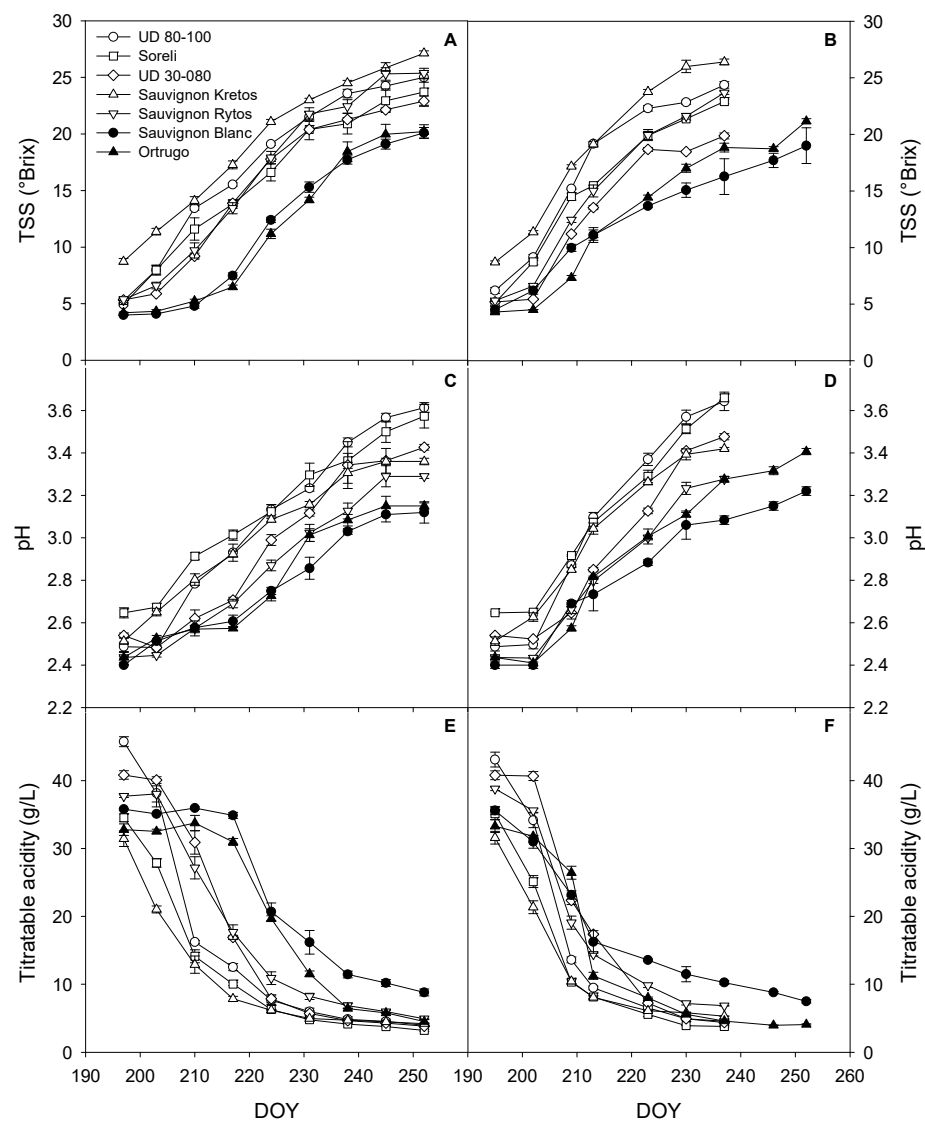 30
25
20
15
10
5
0
TSS (°Brix)
UD 80-100
Soreli
UD 30-080
Sauvignon Kretos
Sauvignon Rytos
Sauvignon Blanc
Ortrugo
A
B
30
25
20
15
10
5
0
TSS (°Brix)
3.6
3.4
3.2
3.0
2.8
2.6
2.4
2.2
pH
C
D
3.6
3.4
3.2
3.0
2.8
2.6
2.4
2.2
pH
40
30
20
10
0
Titratable acidity (g/L)
E
F
40
30
20
10
0
Titratable acidity (g/L)
190 200 210 220 230 240 250 190 200 210 220 230 240 250 260
DOY DOY